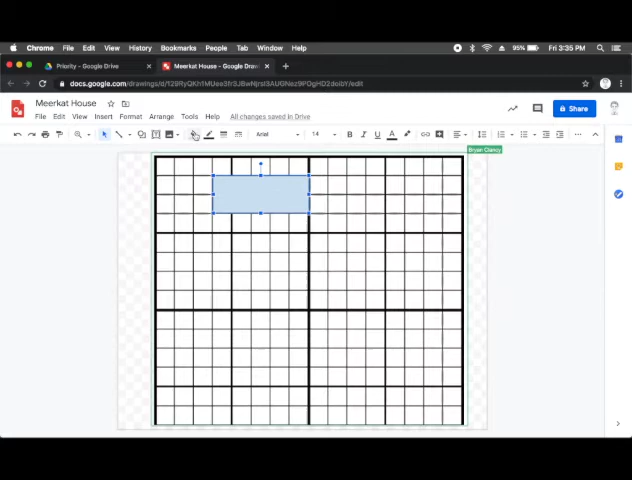 Chrome File Edit View History Bookmarks People Tab Window Help 95% Fri 3:35 PM
Priority - Google Drive Meerkat House - Google Draw
Meerkat House
File Edit View Insert Format Arrange Tools Help All changes saved in Drive
Share
Arial 14 B I U A
Bryan Clancy